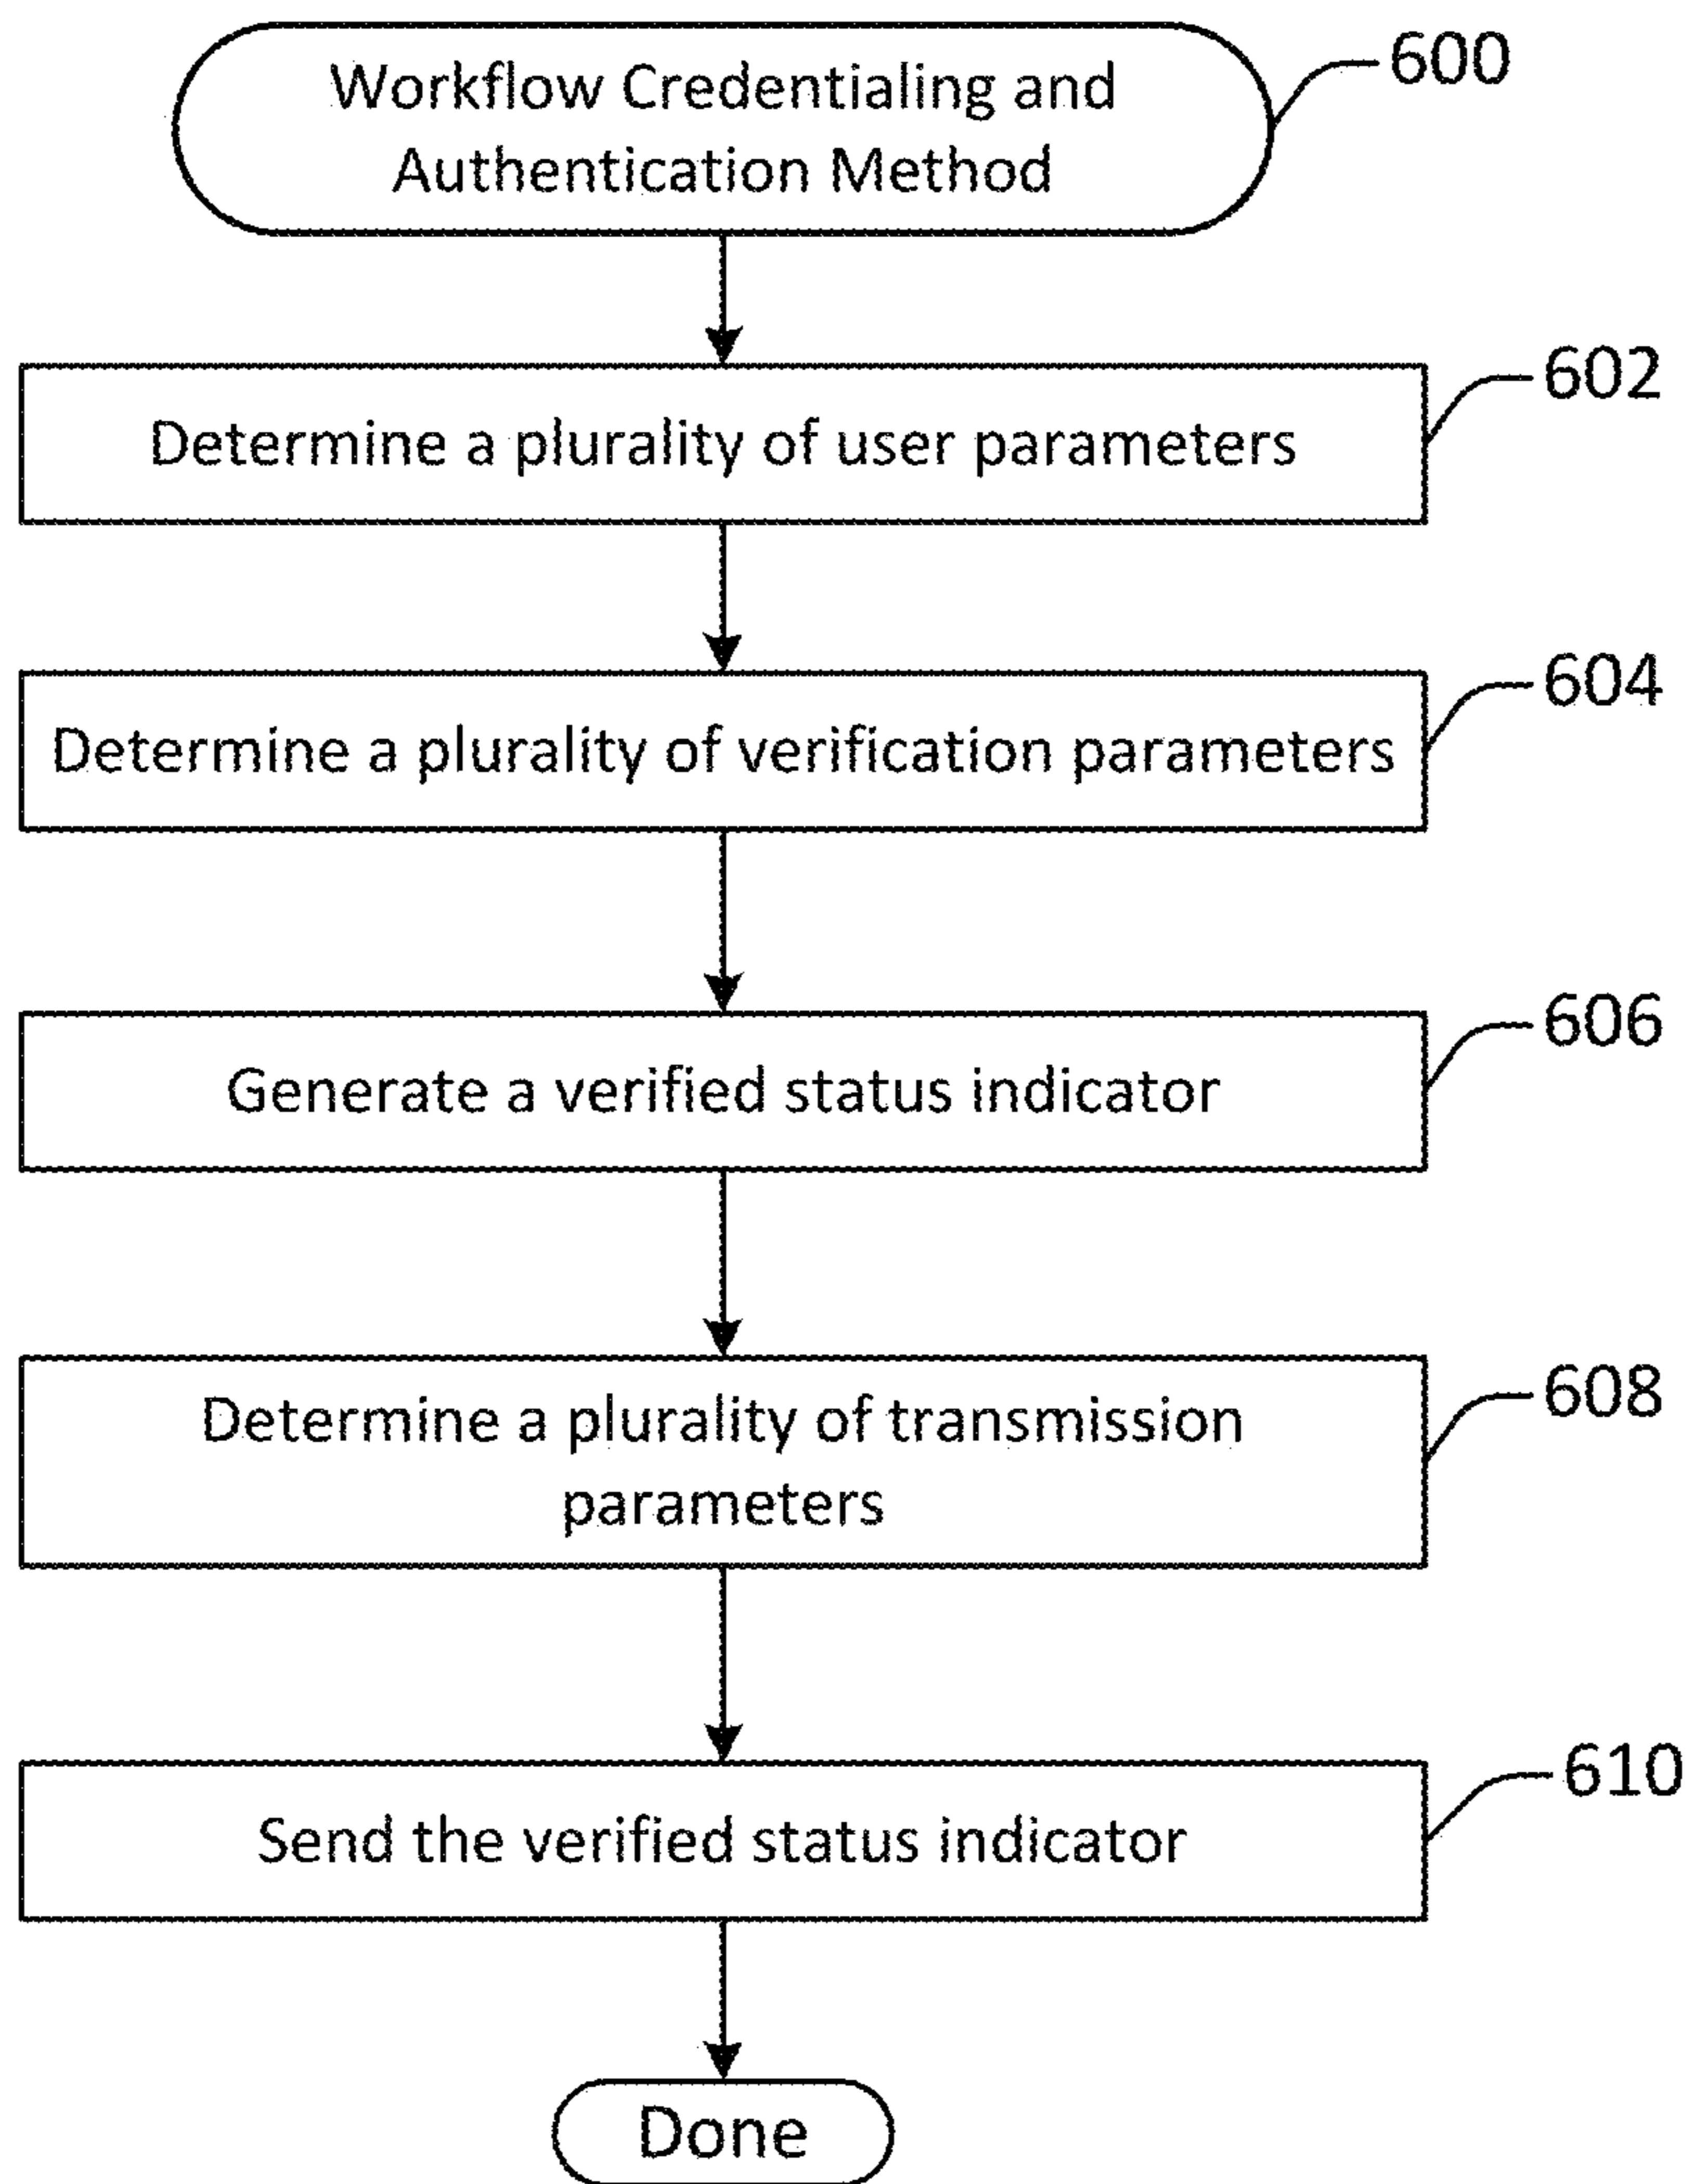 Workflow Credentialing and
Authentication Method
600
602
Determine a plurality of user parameters
604
Determine a plurality of verification parameters
606
Generate a verified status indicator
608
Determine a plurality of transmission
parameters
610
Send the verified status indicator
Done